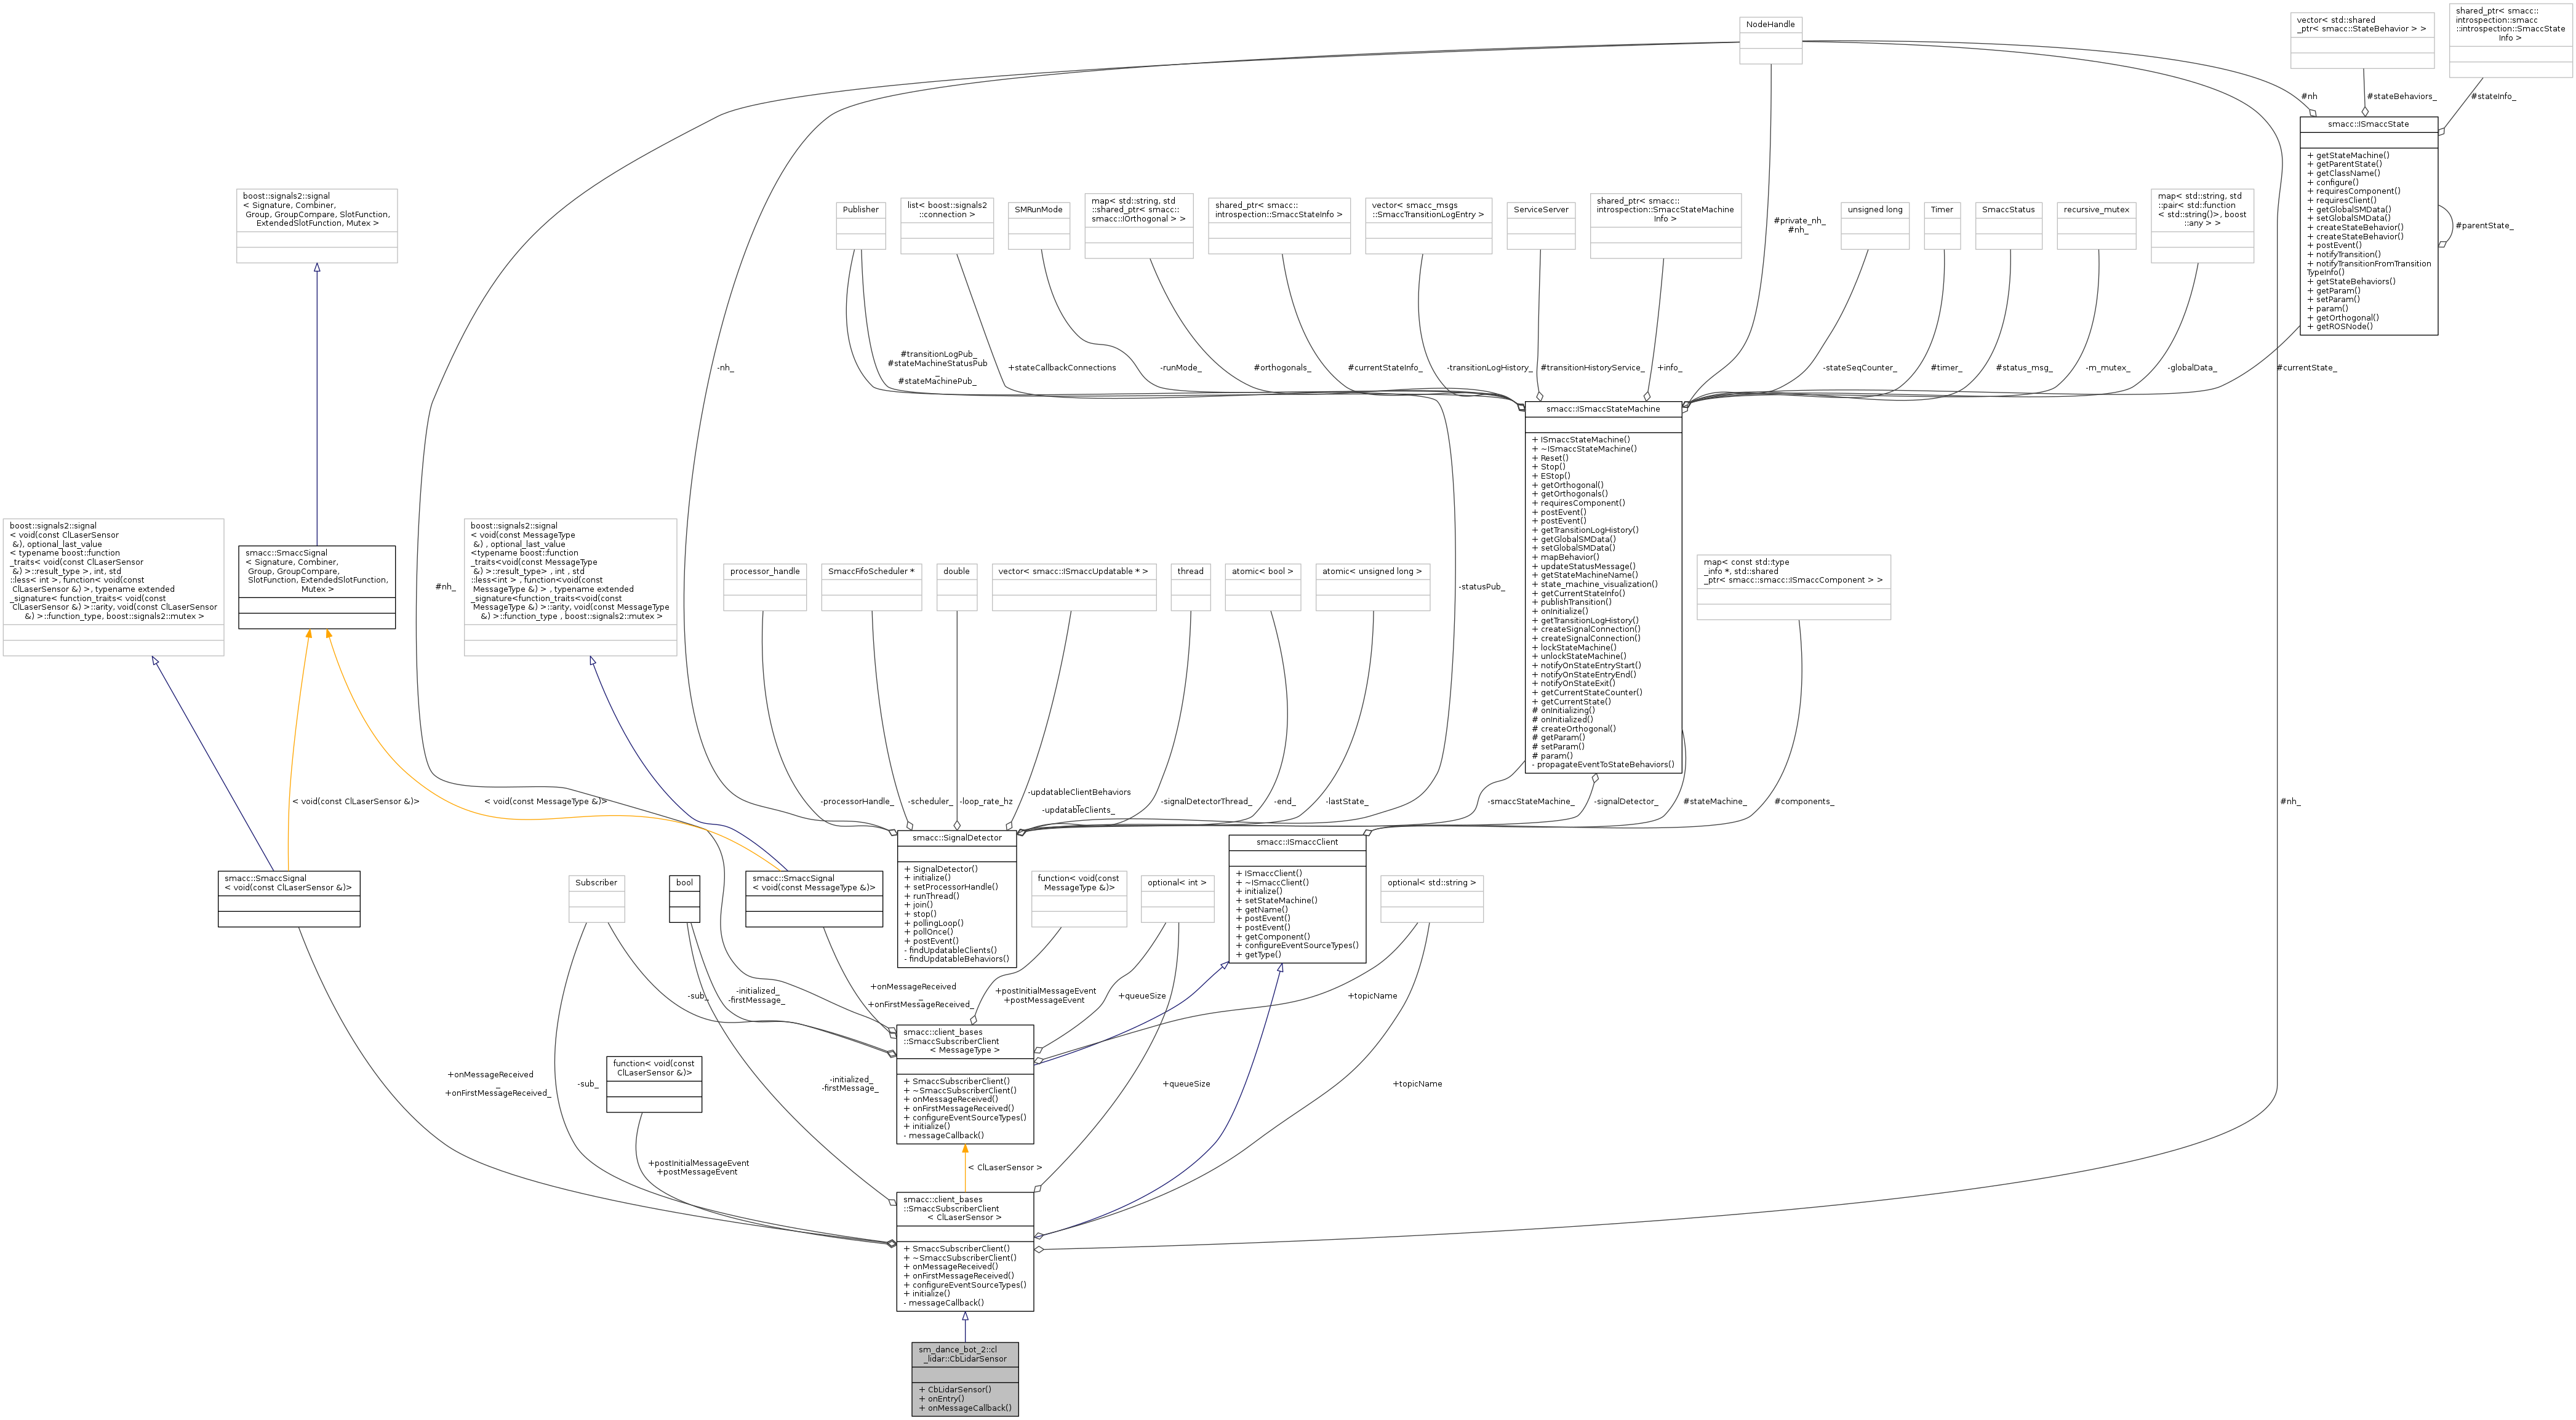 NodeHandle
vector< std::shared
_ptr< smacc::StateBehavior > >
shared_ptr< smacc::
introspection::smacc
::introspection::SmaccState
Info >
#nh
#stateBehaviors_
#stateInfo_
smacc::ISmaccState
+ getStateMachine()
+ getParentState()
+ getClassName()
+ configure()
+ requiresComponent()
+ requiresClient()
+ getGlobalSMData()
+ setGlobalSMData()
+ createStateBehavior()
+ createStateBehavior()
+ postEvent()
+ notifyTransition()
+ notifyTransitionFromTransition
TypeInfo()
+ getStateBehaviors()
+ getParam()
+ setParam()
+ param()
+ getOrthogonal()
+ getROSNode()
#parentState_
boost::signals2::signal
< Signature, Combiner,
Group, GroupCompare, SlotFunction,
ExtendedSlotFunction, Mutex >
Publisher
list< boost::signals2
::connection >
SMRunMode
map< std::string, std
::shared_ptr< smacc::
smacc::IOrthogonal > >
shared_ptr< smacc::
introspection::SmaccStateInfo >
vector< smacc_msgs
::SmaccTransitionLogEntry >
ServiceServer
shared_ptr< smacc::
introspection::SmaccStateMachine
Info >
#private_nh_
#nh_
unsigned long
Timer
SmaccStatus
recursive_mutex
map< std::string, std
::pair< std::function
< std::string()>, boost
::any > >
-nh_
#transitionLogPub_
#stateMachineStatusPub
_
#stateMachinePub_
+stateCallbackConnections
-runMode_
#orthogonals_
#currentStateInfo_
-transitionLogHistory_
#transitionHistoryService_
+info_
-stateSeqCounter_
#timer_
#status_msg_
-m_mutex_
-globalData_
#currentState_
smacc::ISmaccStateMachine
+ ISmaccStateMachine()
+ ~ISmaccStateMachine()
+ Reset()
+ Stop()
+ EStop()
+ getOrthogonal()
+ getOrthogonals()
+ requiresComponent()
+ postEvent()
+ postEvent()
+ getTransitionLogHistory()
+ getGlobalSMData()
+ setGlobalSMData()
+ mapBehavior()
+ updateStatusMessage()
+ getStateMachineName()
+ state_machine_visualization()
+ getCurrentStateInfo()
+ publishTransition()
+ onInitialize()
+ getTransitionLogHistory()
+ createSignalConnection()
+ createSignalConnection()
+ lockStateMachine()
+ unlockStateMachine()
+ notifyOnStateEntryStart()
+ notifyOnStateEntryEnd()
+ notifyOnStateExit()
+ getCurrentStateCounter()
+ getCurrentState()
# onInitializing()
# onInitialized()
# createOrthogonal()
# getParam()
# setParam()
# param()
- propagateEventToStateBehaviors()
boost::signals2::signal
< void(const ClLaserSensor
&), optional_last_value
< typename boost::function
_traits< void(const ClLaserSensor
&) >::result_type >, int, std
::less< int >, function< void(const
ClLaserSensor &) >, typename extended
_signature< function_traits< void(const
ClLaserSensor &) >::arity, void(const ClLaserSensor
&) >::function_type, boost::signals2::mutex >
smacc::SmaccSignal
< Signature, Combiner,
Group, GroupCompare,
SlotFunction, ExtendedSlotFunction,
Mutex >
boost::signals2::signal
< void(const MessageType
&) , optional_last_value
<typename boost::function
_traits<void(const MessageType
&) >::result_type> , int , std
::less<int > , function<void(const
MessageType &) > , typename extended
_signature<function_traits<void(const
MessageType &) >::arity, void(const MessageType
&) >::function_type , boost::signals2::mutex >
#nh_
processor_handle
SmaccFifoScheduler *
double
vector< smacc::ISmaccUpdatable * >
thread
atomic< bool >
atomic< unsigned long >
-statusPub_
map< const std::type
_info *, std::shared
_ptr< smacc::smacc::ISmaccComponent > >
< void(const ClLaserSensor &)>
< void(const MessageType &)>
-processorHandle_
-scheduler_
-loop_rate_hz
-updatableClientBehaviors
_
-updatableClients_
-signalDetectorThread_
-end_
-lastState_
-smaccStateMachine_
-signalDetector_
#stateMachine_
#components_
#nh_
smacc::SmaccSignal
< void(const ClLaserSensor &)>
Subscriber
bool
smacc::SmaccSignal
< void(const MessageType &)>
smacc::SignalDetector
+ SignalDetector()
+ initialize()
+ setProcessorHandle()
+ runThread()
+ join()
+ stop()
+ pollingLoop()
+ pollOnce()
+ postEvent()
- findUpdatableClients()
- findUpdatableBehaviors()
function< void(const
MessageType &)>
optional< int >
smacc::ISmaccClient
+ ISmaccClient()
+ ~ISmaccClient()
+ initialize()
+ setStateMachine()
+ getName()
+ postEvent()
+ postEvent()
+ getComponent()
+ configureEventSourceTypes()
+ getType()
optional< std::string >
-sub_
-initialized_
-firstMessage_
+onMessageReceived
_
+onFirstMessageReceived_
+postInitialMessageEvent
+postMessageEvent
+queueSize
+topicName
smacc::client_bases
::SmaccSubscriberClient
< MessageType >
+ SmaccSubscriberClient()
+ ~SmaccSubscriberClient()
+ onMessageReceived()
+ onFirstMessageReceived()
+ configureEventSourceTypes()
+ initialize()
- messageCallback()
+onMessageReceived
_
+onFirstMessageReceived_
-sub_
function< void(const
ClLaserSensor &)>
-initialized_
-firstMessage_
+queueSize
+topicName
+postInitialMessageEvent
+postMessageEvent
< ClLaserSensor >
smacc::client_bases
::SmaccSubscriberClient
< ClLaserSensor >
+ SmaccSubscriberClient()
+ ~SmaccSubscriberClient()
+ onMessageReceived()
+ onFirstMessageReceived()
+ configureEventSourceTypes()
+ initialize()
- messageCallback()
sm_dance_bot_2::cl
_lidar::CbLidarSensor
+ CbLidarSensor()
+ onEntry()
+ onMessageCallback()